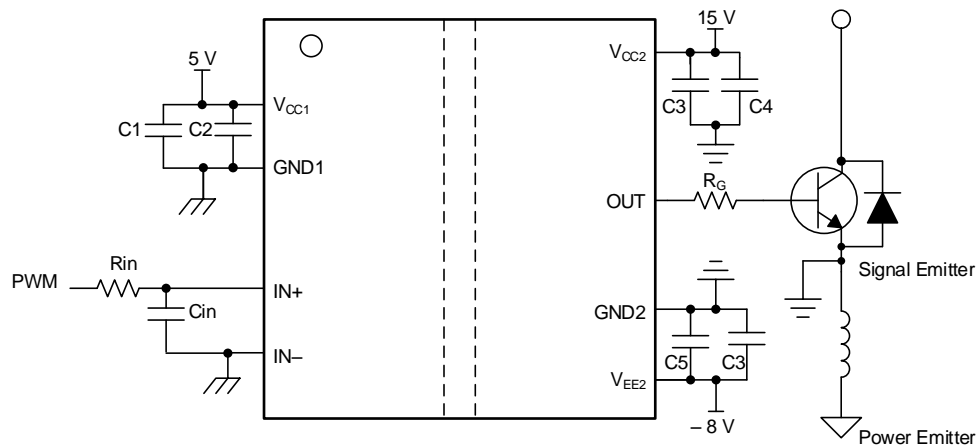 15 V
5 V
VCC2
VCC1
C3
C4
C1
C2
GND1
RG
OUT
Rin
PWM
IN+
Signal Emitter
Cin
GND2
IN–
C5
C3
VEE2
– 8 V
Power Emitter